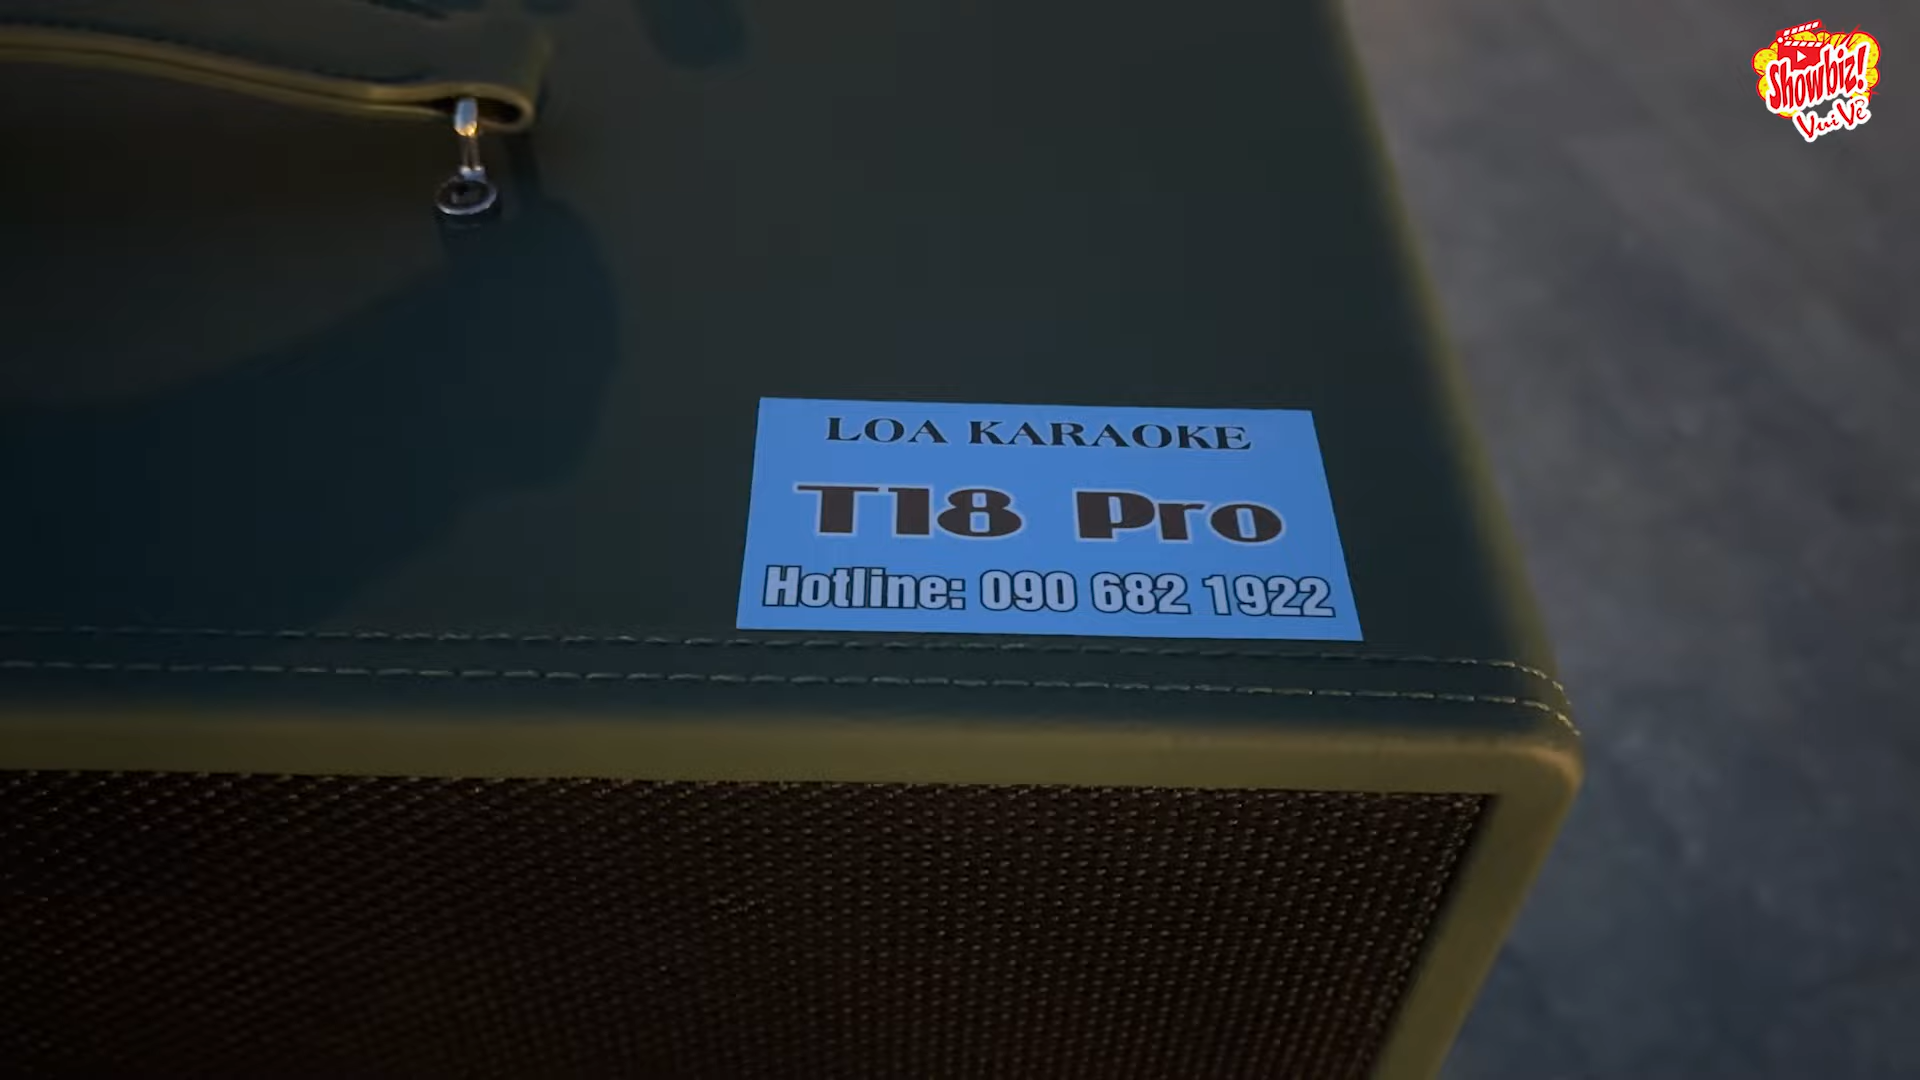 Showbiz!
Vui Vẻ
LOA KARAOKE
T18 Pro
Hotline: 090 682 1922